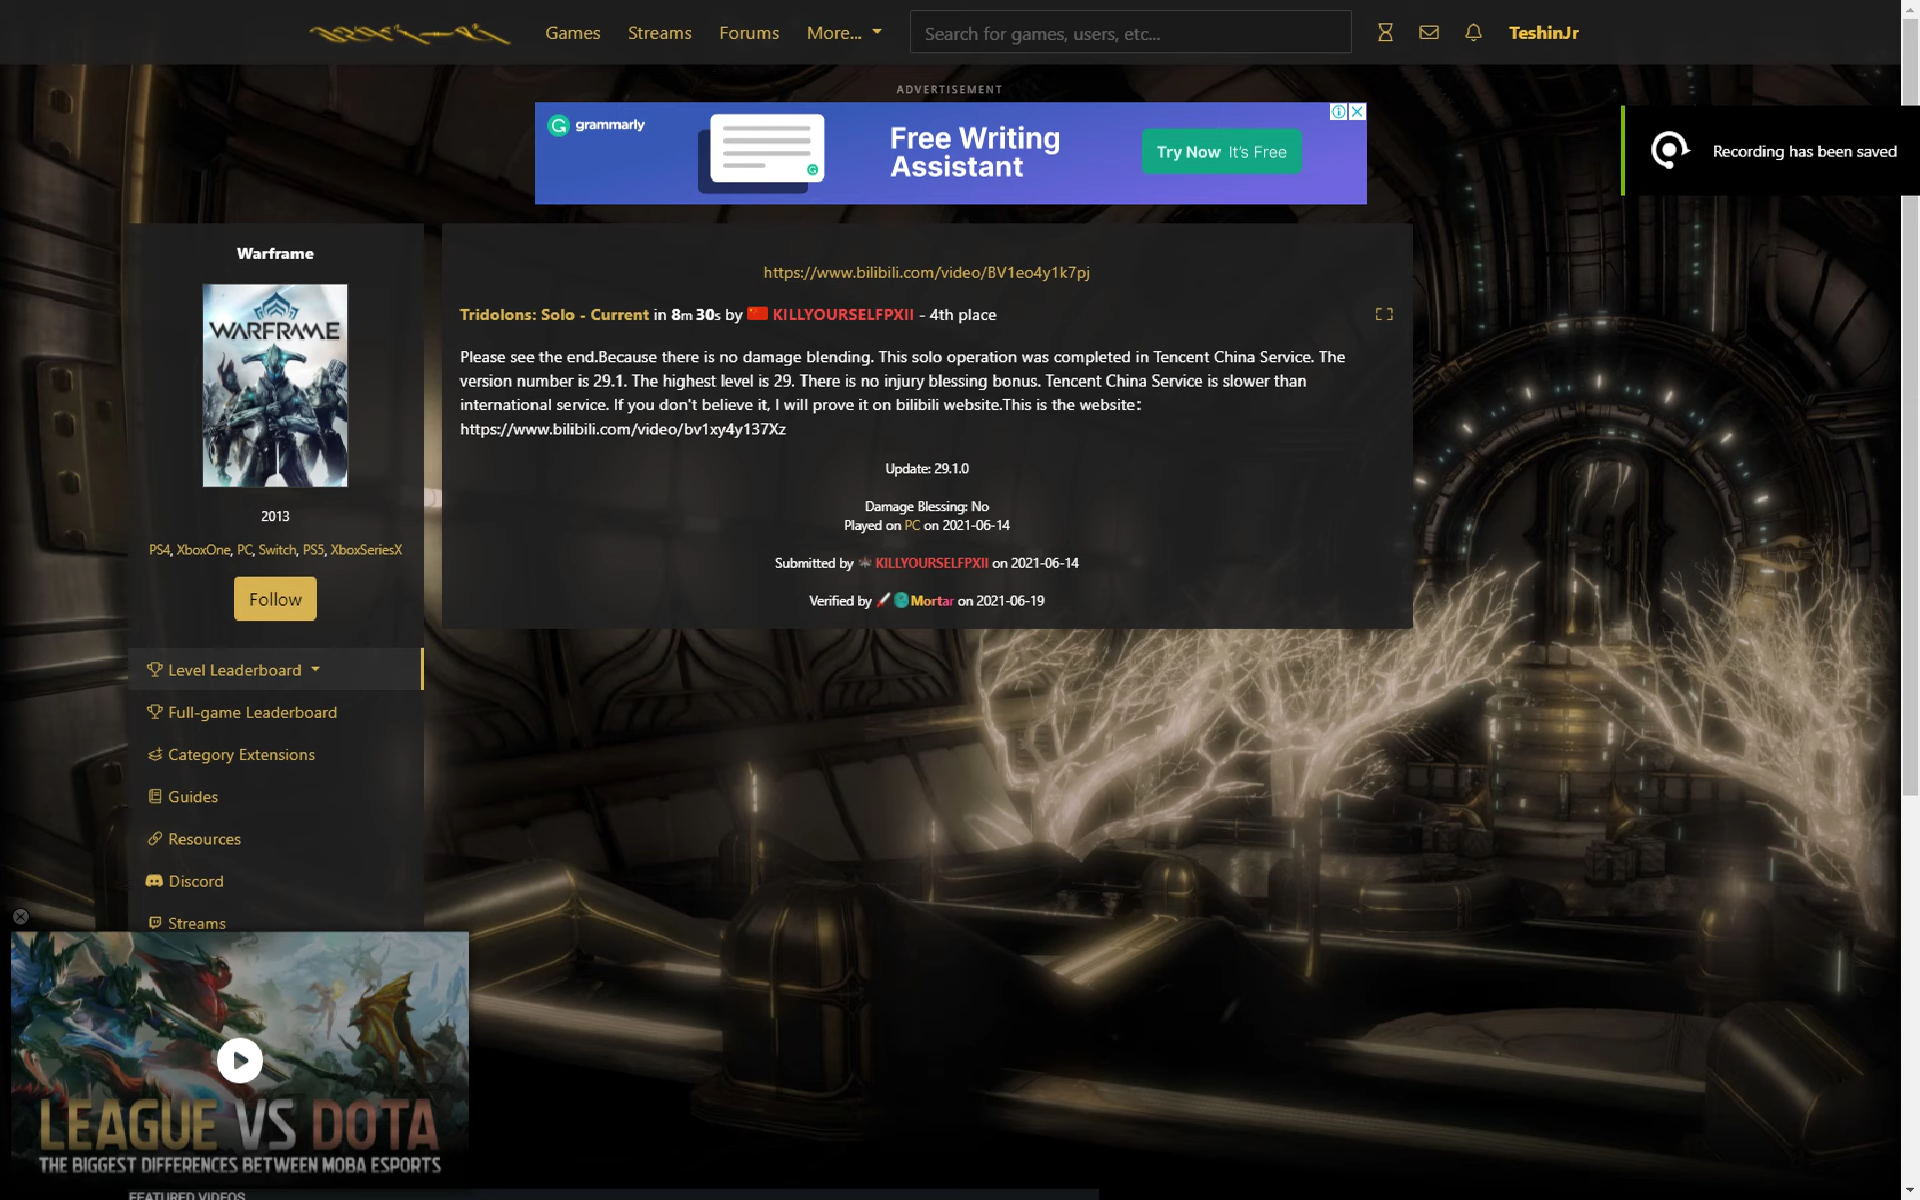 Games Streams Forums More... Search for games, users, etc... TeshinJr
ADVERTISEMENT
grammarly
Free Writing
Assistant
Try Now It's Free
Recording has been saved
Warframe
WARFRAME
2013
PS4, XboxOne, PC, Switch, PS5, XboxSeriesX
Follow
Level Leaderboard
Full-game Leaderboard
Category Extensions
Guides
Resources
Discord
Streams
https://www.bilibili.com/video/BV1eo4y1k7pj
Tridolons: Solo - Current in 8m 30s by KILLYOURSELFPXII - 4th place
Please see the end.Because there is no damage blending. This solo operation was completed in Tencent China Service. The
version number is 29.1. The highest level is 29. There is no injury blessing bonus. Tencent China Service is slower than
international service. If you don't believe it, I will prove it on bilibili website.This is the website：
https://www.bilibili.com/video/bv1xy4y137Xz
Update: 29.1.0
Damage Blessing: No
Played on PC on 2021-06-14
Submitted by KILLYOURSELFPXII on 2021-06-14
Verified by Mortar on 2021-06-19
LEAGUE VS DOTA
THE BIGGEST DIFFERENCES BETWEEN MOBA ESPORTS
FEATURED VIDEOS